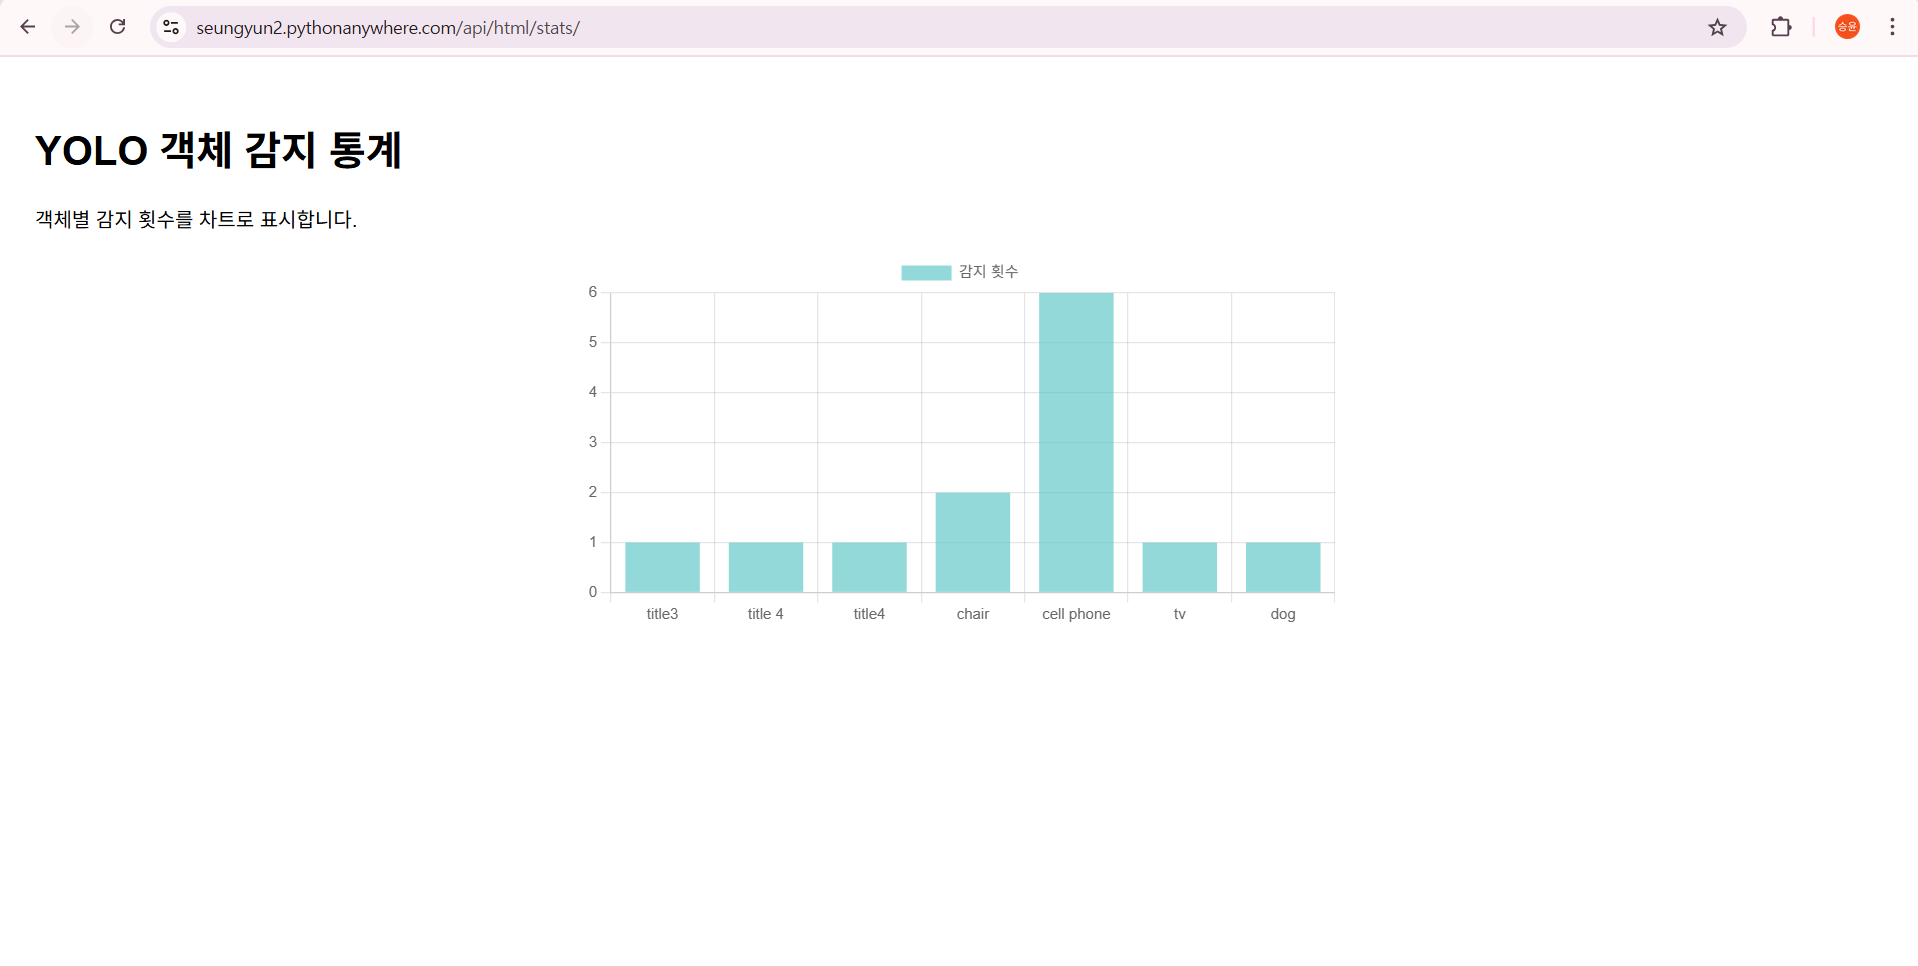 seungyun2.pythonanywhere.com/api/html/stats/
승윤
YOLO 객체 감지 통계
객체별 감지 횟수를 차트로 표시합니다.
감지 횟수
6
5
4
3
2
1
0
title3 title 4 title4 chair cell phone tv dog